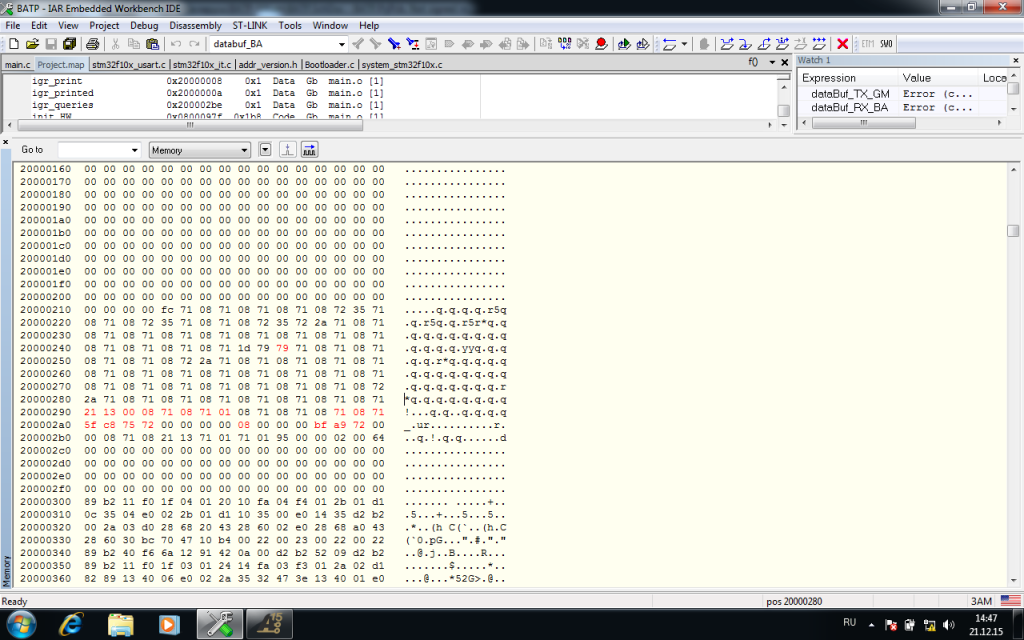 BATP - IAR Embedded Workbench IDE
File Edit View Project Debug Disassembly ST-LINK Tools Window Help
databuf_BA
main.c Project.map stm32f10x_usart.c stm32f10x_it.c addr_version.h Bootloader.c system_stm32f10x.c f()
igr_print 0x20000008 0x1 Data Gb main.o [1]
igr_printed 0x2000000a 0x1 Data Gb main.o [1]
igr_queries 0x200002be 0x1 Data Gb main.o [1]
init_HW 0x0800097f 0x1b8 Code Gb main.o [1]
Watch 1
Expression Value Loca
dataBuf_TX_GM Error (c...
dataBuf_RX_BA Error (c...
Go to Memory
20000160 00 00 00 00 00 00 00 00 00 00 00 00 00 00 00 00 ................
20000170 00 00 00 00 00 00 00 00 00 00 00 00 00 00 00 00 ................
20000180 00 00 00 00 00 00 00 00 00 00 00 00 00 00 00 00 ................
20000190 00 00 00 00 00 00 00 00 00 00 00 00 00 00 00 00 ................
200001a0 00 00 00 00 00 00 00 00 00 00 00 00 00 00 00 00 ................
200001b0 00 00 00 00 00 00 00 00 00 00 00 00 00 00 00 00 ................
200001c0 00 00 00 00 00 00 00 00 00 00 00 00 00 00 00 00 ................
200001d0 00 00 00 00 00 00 00 00 00 00 00 00 00 00 00 00 ................
200001e0 00 00 00 00 00 00 00 00 00 00 00 00 00 00 00 00 ................
200001f0 00 00 00 00 00 00 00 00 00 00 00 00 00 00 00 00 ................
20000200 00 00 00 00 00 00 00 00 00 00 00 00 00 00 00 00 ................
20000210 00 00 00 00 fc 71 08 71 08 71 08 71 08 72 35 71 .....q.q.q.q.r5q
20000220 08 71 08 72 35 71 08 71 08 72 35 72 2a 71 08 71 .q.r5q.q.r5r*q.q
20000230 08 71 08 71 08 71 08 71 08 71 08 71 08 71 08 71 .q.q.q.q.q.q.q.q
20000240 08 71 08 71 08 71 08 71 1d 79 79 71 08 71 08 71 .q.q.q.q.yyq.q.q
20000250 08 71 08 71 08 72 2a 71 08 71 08 71 08 71 08 71 .q.q.r*q.q.q.q.q
20000260 08 71 08 71 08 71 08 71 08 71 08 71 08 71 08 71 .q.q.q.q.q.q.q.q
20000270 08 71 08 71 08 71 08 71 08 71 08 71 08 71 08 72 .q.q.q.q.q.q.q.r
20000280 2a 71 08 71 08 71 08 71 08 71 08 71 08 71 08 71 *q.q.q.q.q.q.q.q
20000290 21 13 00 08 71 08 71 01 08 71 08 71 08 71 08 71 !...q.q..q.q.q.q
200002a0 5f c8 75 72 00 00 00 00 08 00 00 00 bf a9 72 00 _.ur..........r.
200002b0 00 08 71 08 21 13 71 01 71 01 95 00 00 02 00 64 ..q.!.q.q......d
200002c0 00 00 00 00 00 00 00 00 00 00 00 00 00 00 00 00 ................
200002d0 00 00 00 00 00 00 00 00 00 00 00 00 00 00 00 00 ................
200002e0 00 00 00 00 00 00 00 00 00 00 00 00 00 00 00 00 ................
200002f0 00 00 00 00 00 00 00 00 00 00 00 00 00 00 00 00 ................
20000300 89 b2 11 f0 1f 04 01 20 10 fa 04 f4 01 2b 01 d1 ....... .....+..
20000310 0c 35 04 e0 02 2b 01 d1 10 35 00 e0 14 35 d2 b2 .5...+...5...5..
20000320 00 2a 03 d0 28 68 20 43 28 60 02 e0 28 68 a0 43 .*..(h C(`..(h.C
20000330 28 60 30 bc 70 47 10 b4 00 22 00 23 00 22 00 22 (`0.pG...".#."."
20000340 89 b2 40 f6 6a 12 91 42 0a 00 d2 b2 52 09 d2 b2 ..@.j..B....R...
20000350 89 b2 11 f0 1f 03 01 24 14 fa 03 f3 01 2a 02 d1 .......$.....*..
20000360 82 89 13 40 06 e0 02 2a 35 32 47 3e 13 40 01 e0 ...@...*52G>.@..
Memory
Ready pos 20000280 ЗАМ
RU 14:47
21.12.15